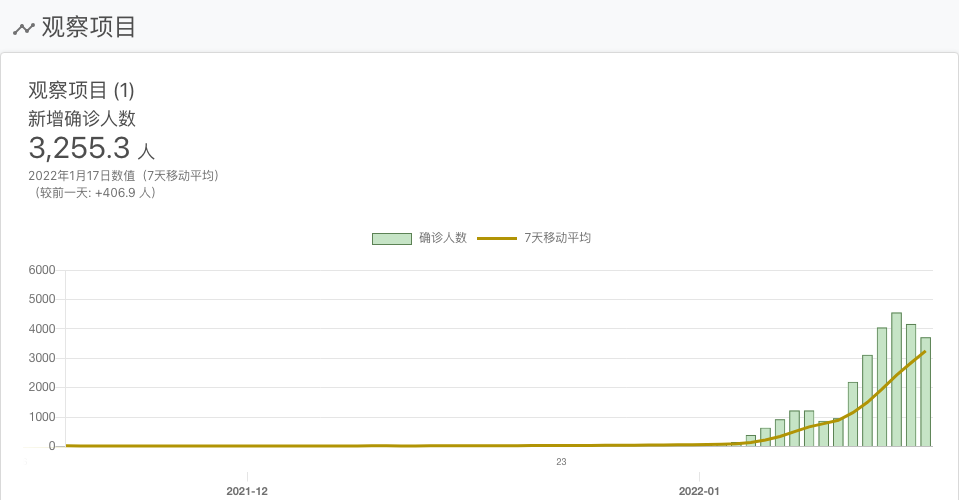 观察项目
观察项目 (1)
新增确诊人数
3,255.3 人
2022年1月17日数值（7天移动平均）
（较前一天: +406.9 人）
确诊人数 7天移动平均
6000
5000
4000
3000
2000
1000
0
23
2021-12 2022-01